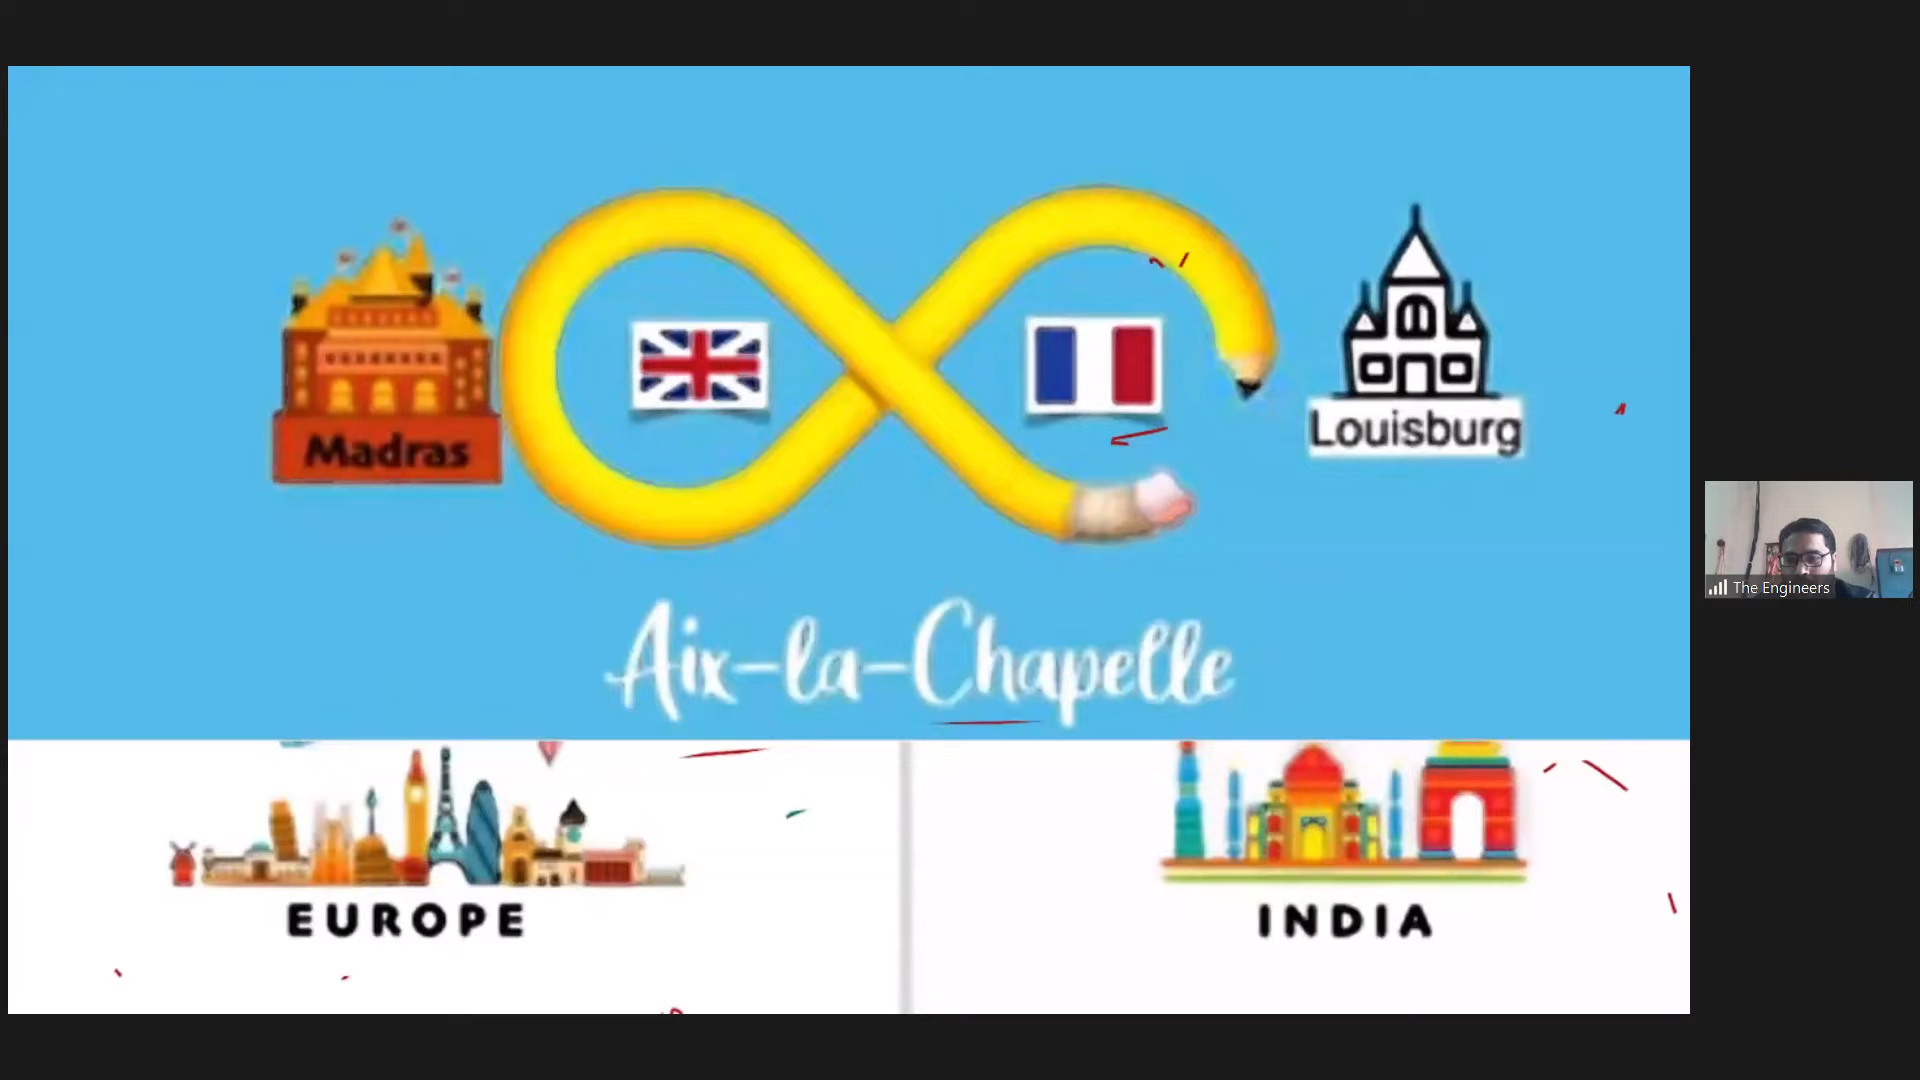 Madras
Louisburg
Aix-la-Chapelle
EUROPE
INDIA
The Engineers